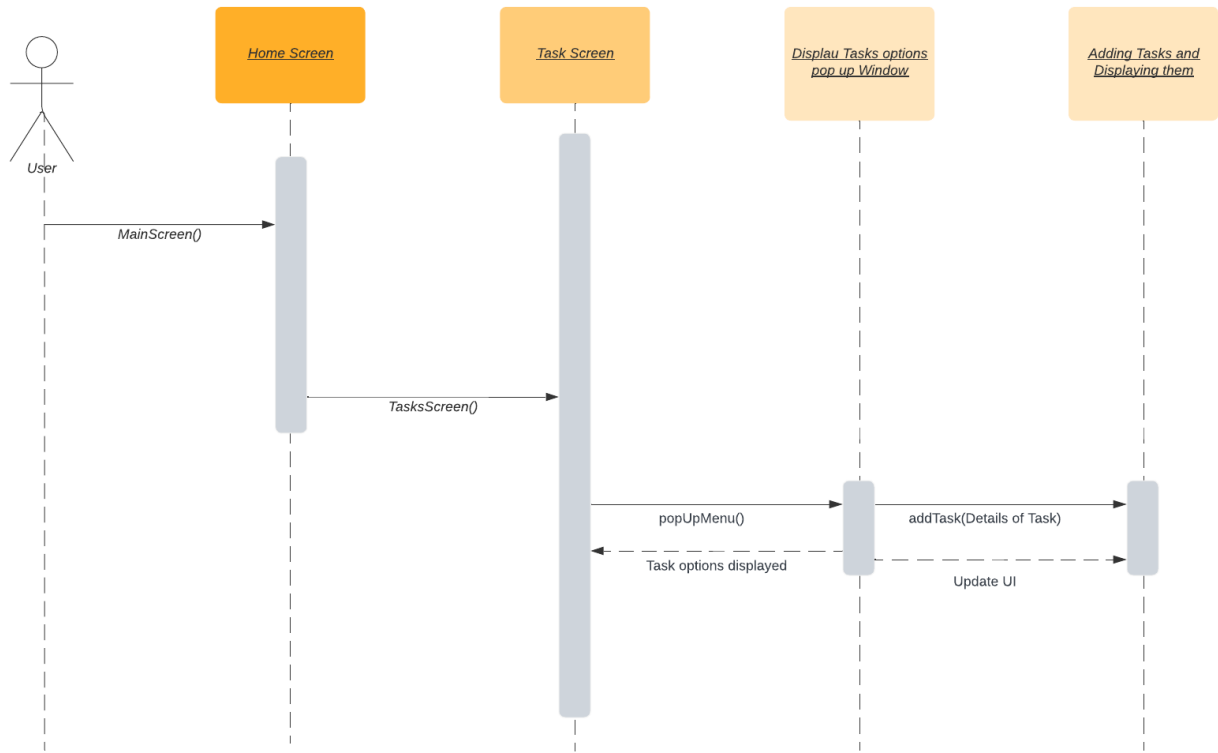 Home Screen
Task Screen
Displau Tasks options
pop up Window
Adding Tasks and
Displaying them
User
MainScreen()
TasksScreen()
popUpMenu()
addTask(Details of Task)
Task options displayed
Update UI